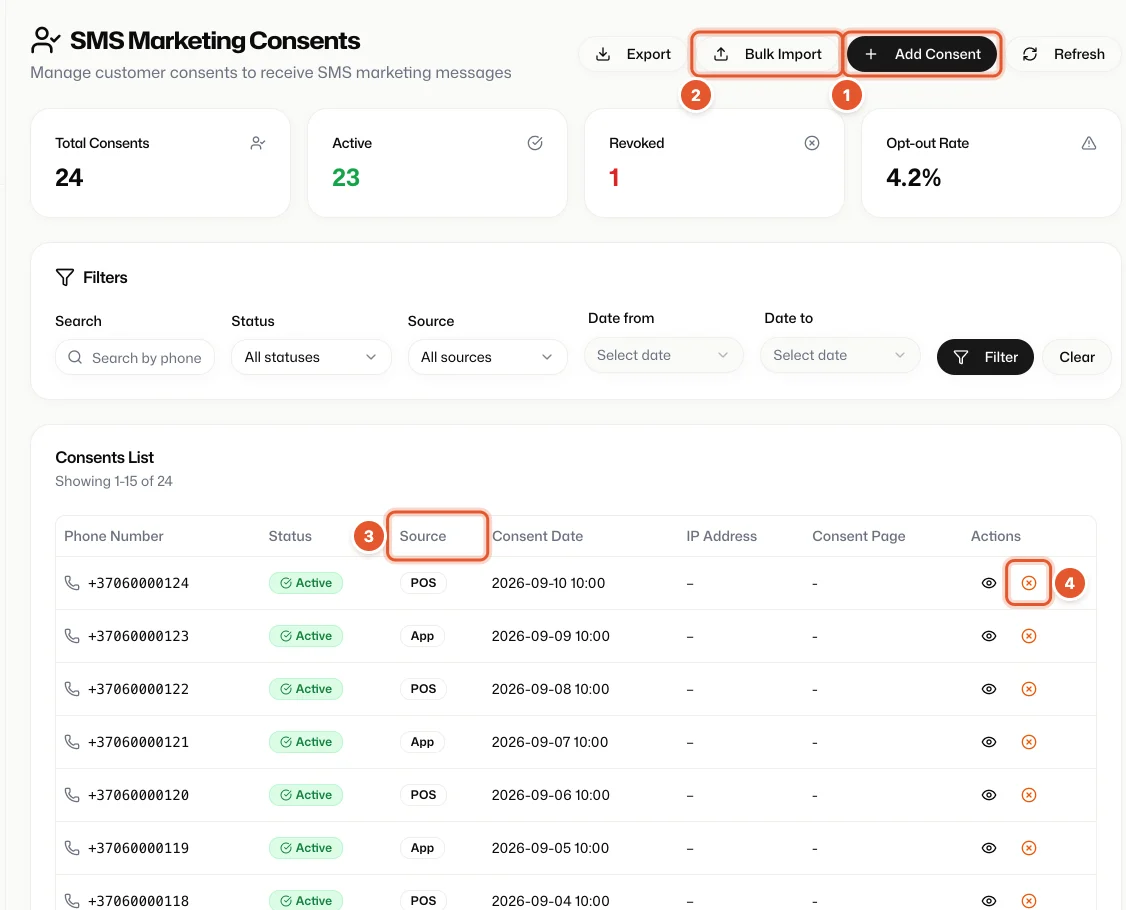 SMS Marketing Consents
Manage customer consents to receive SMS marketing messages
Export
Bulk Import
Add Consent
Refresh
2
1
Total Consents
24
Active
23
Revoked
1
Opt-out Rate
4.2%
Filters
Search
Search by phone
Status
All statuses
Source
All sources
Date from
Select date
Date to
Select date
Filter
Clear
Consents List
Showing 1-15 of 24
Phone Number Status 3 Source Consent Date IP Address Consent Page Actions
+37060000124 Active POS 2026-09-10 10:00 – - 4
+37060000123 Active App 2026-09-09 10:00 – -
+37060000122 Active POS 2026-09-08 10:00 – -
+37060000121 Active App 2026-09-07 10:00 – -
+37060000120 Active POS 2026-09-06 10:00 – -
+37060000119 Active App 2026-09-05 10:00 – -
+37060000118 Active POS 2026-09-04 10:00 – -